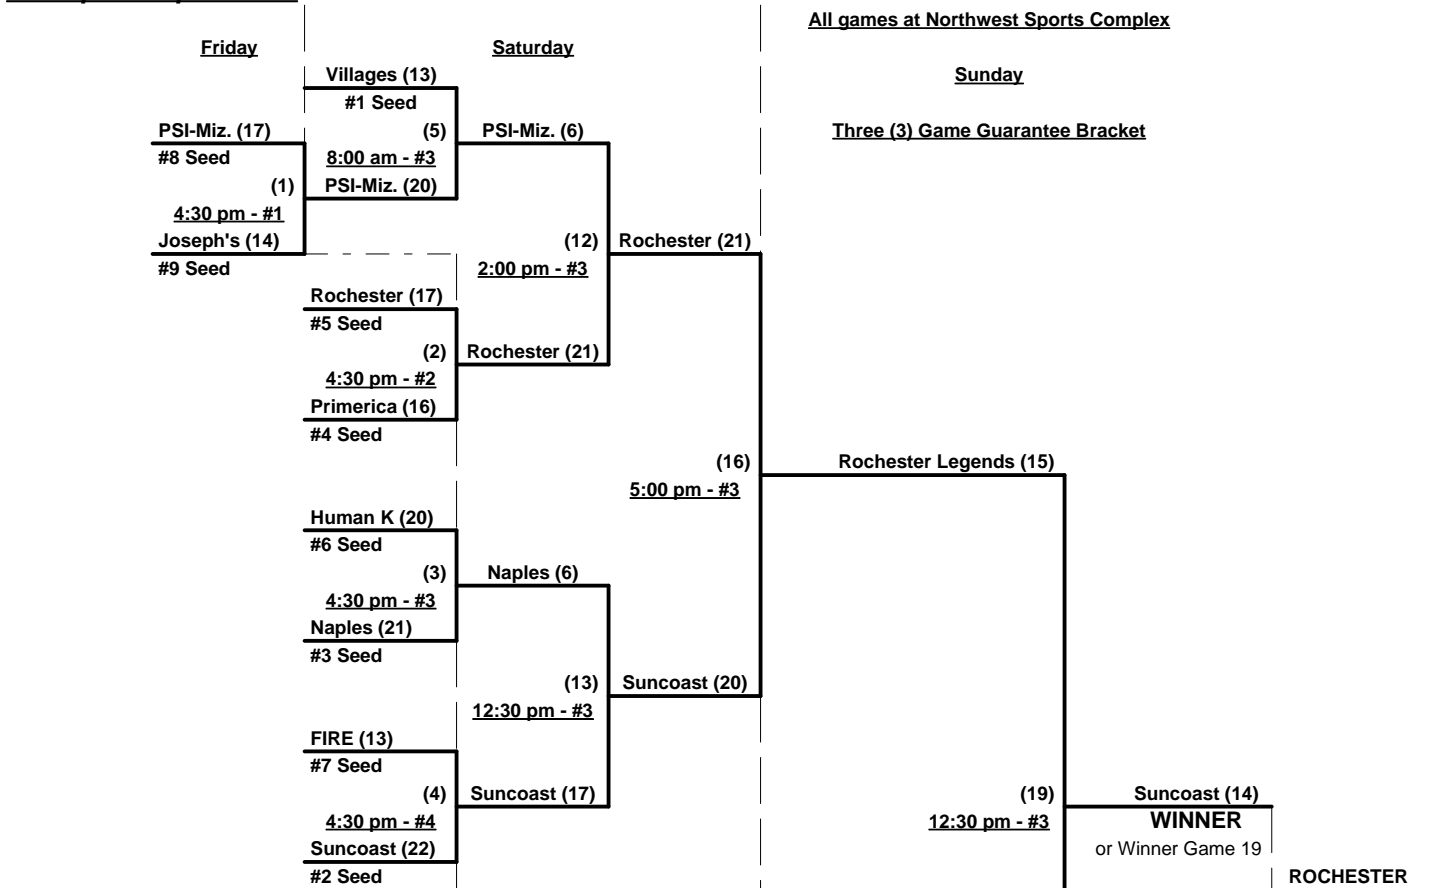 All games at Northwest Sports Complex
Friday
Saturday
Villages (13)
Sunday
#1 Seed
PSI-Miz. (17)
(5)
PSI-Miz. (6)
Three (3) Game Guarantee Bracket
#8 Seed
8:00 am - #3
(1)
PSI-Miz. (20)
4:30 pm - #1
Joseph's (14)
(12)
Rochester (21)
#9 Seed
2:00 pm - #3
Rochester (17)
#5 Seed
(2)
Rochester (21)
4:30 pm - #2
Primerica (16)
#4 Seed
(16)
Rochester Legends (15)
5:00 pm - #3
Human K (20)
#6 Seed
(3)
Naples (6)
4:30 pm - #3
Naples (21)
#3 Seed
(13)
Suncoast (20)
12:30 pm - #3
FIRE (13)
#7 Seed
(4)
Suncoast (17)
(19)
Suncoast (14)
4:30 pm - #4
12:30 pm - #3
WINNER
Suncoast (22)
or Winner Game 19
#2 Seed
ROCHESTER